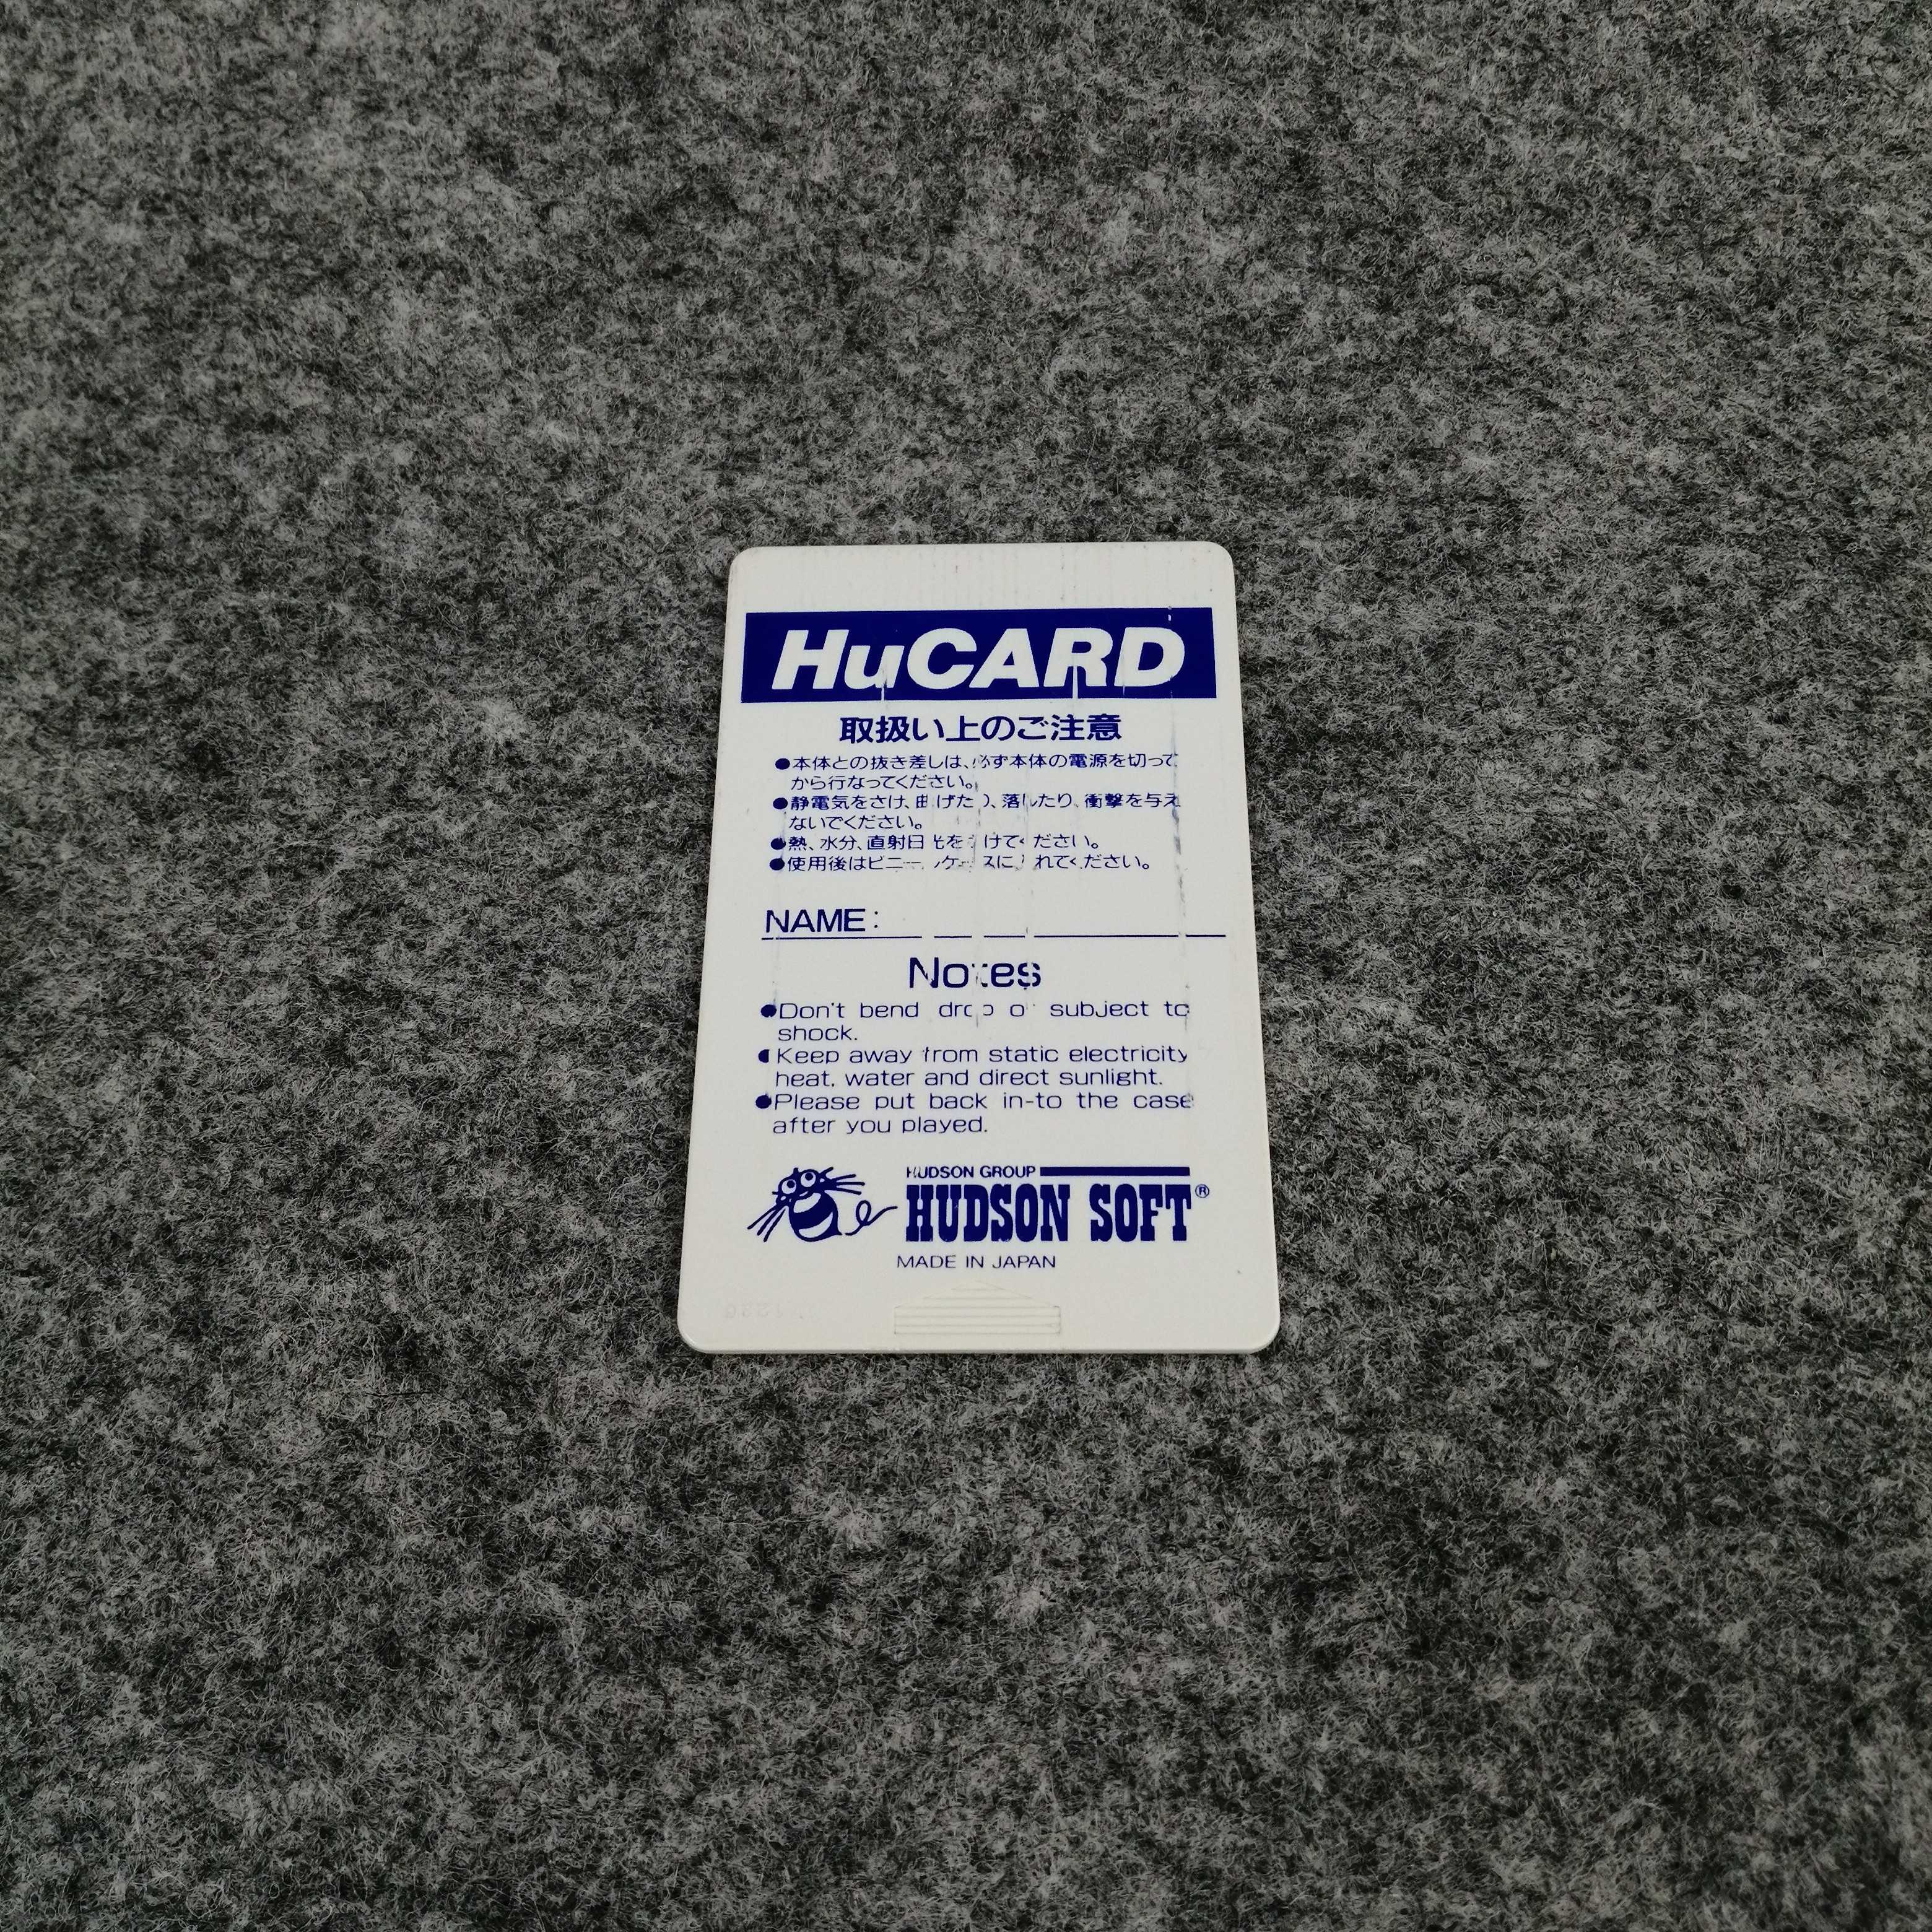 HuCARD
取扱い上のご注意
●本体との抜き差しは、必ず本体の電源を切って
から行なってください。
●静電気をさけ、曲げたり、落したり、衝撃を与え
ないでください。
●熱、水分、直射日光をさけてください。
●使用後はビニールケースに入れてください。
NAME:
Notes
●Don't bend drop or subject to
shock.
●Keep away from static electricity
heat, water and direct sunlight.
●Please put back in-to the case
after you played.
HUDSON GROUP
HUDSON SOFT®
MADE IN JAPAN